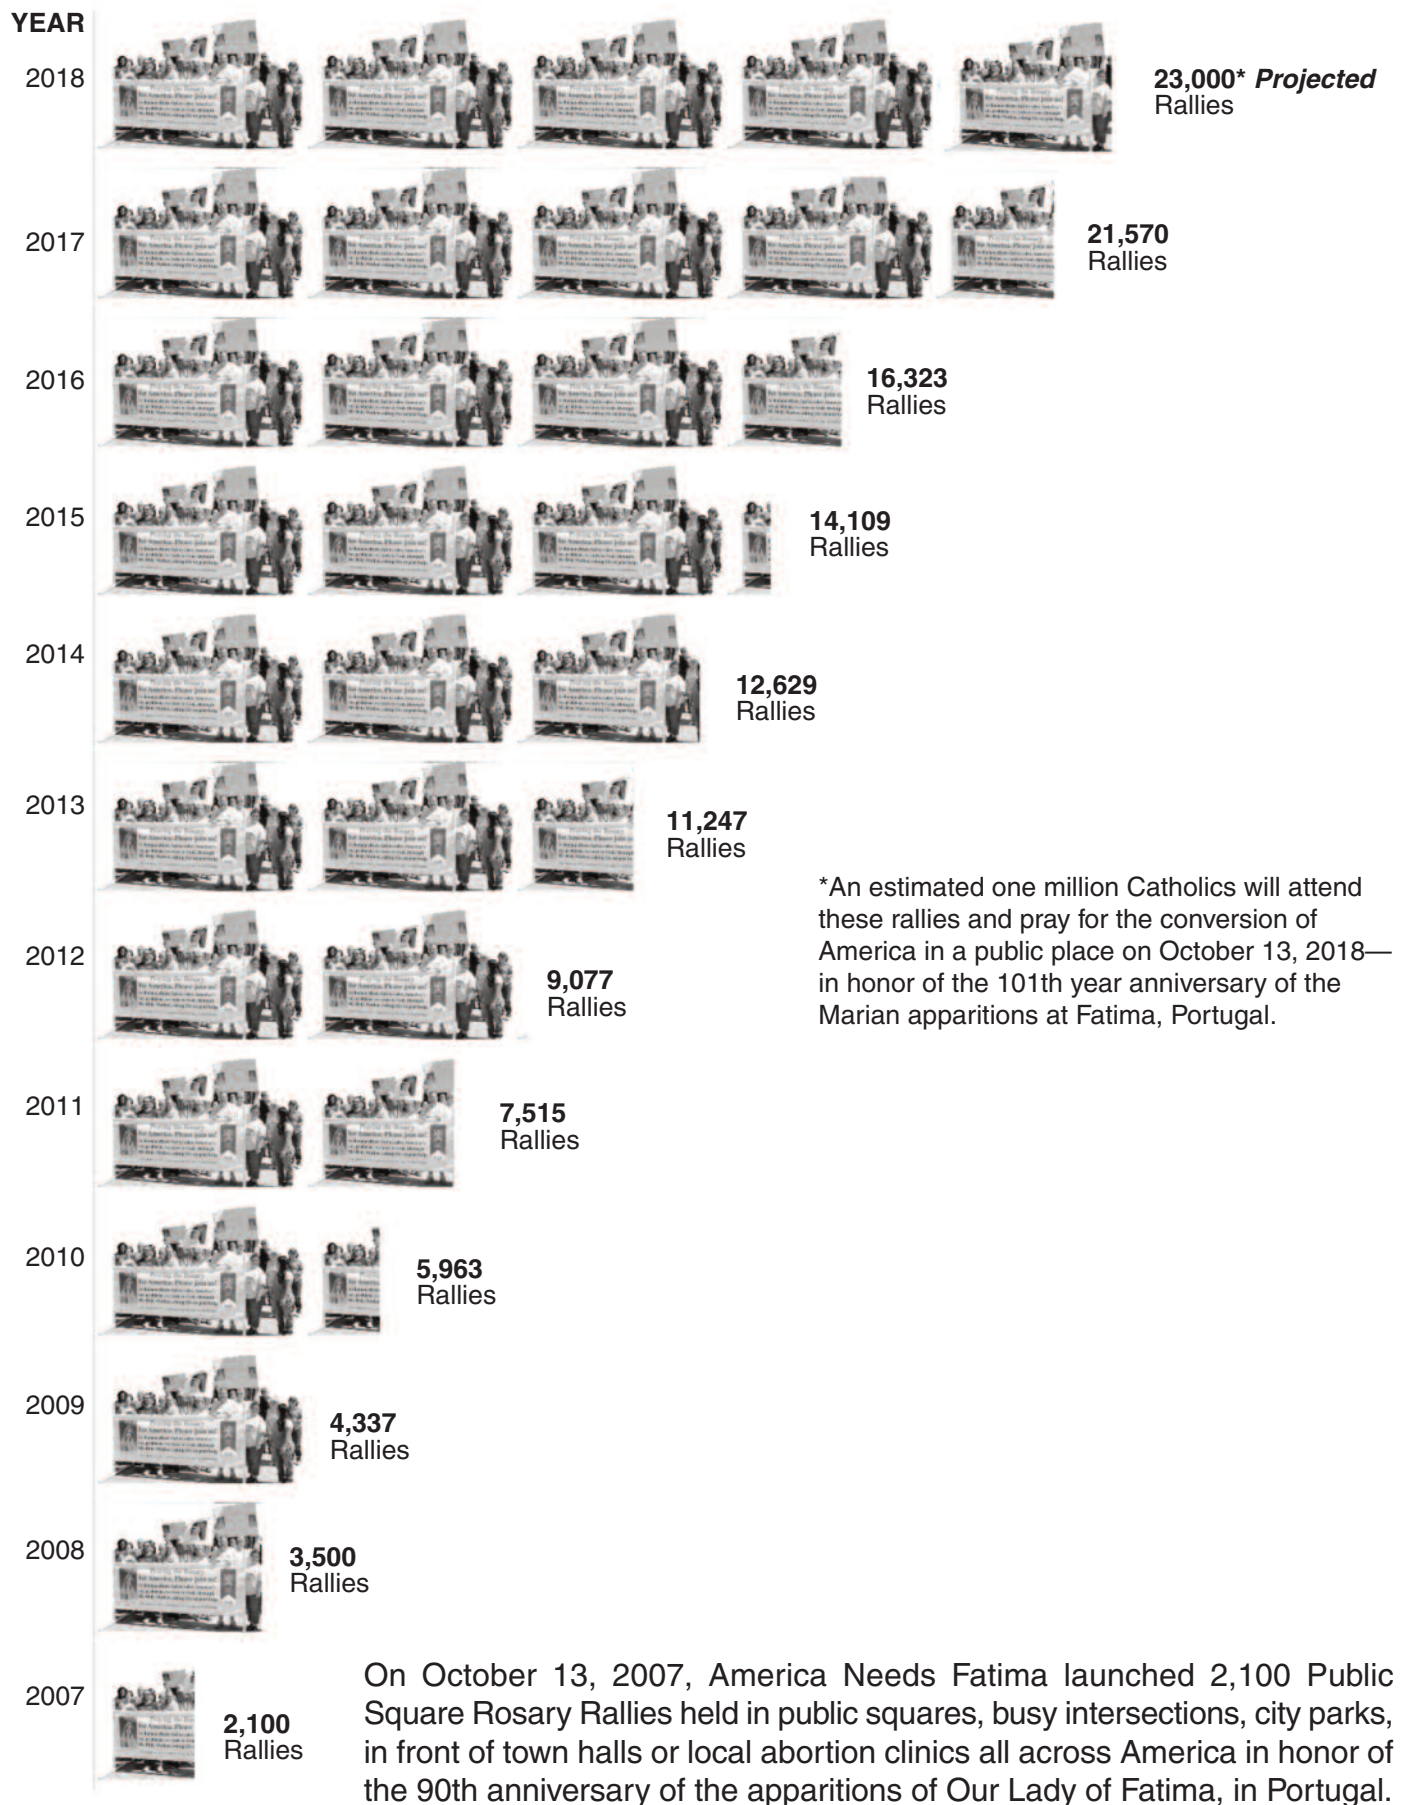 YEAR
2018
23,000* Projected
Rallies
2017
21,570
Rallies
2016
16,323
Rallies
2015
14,109
Rallies
2014
12,629
Rallies
2013
11,247
Rallies
*An estimated one million Catholics will attend
these rallies and pray for the conversion of
America in a public place on October 13, 2018—
in honor of the 101th year anniversary of the
Marian apparitions at Fatima, Portugal.
2012
9,077
Rallies
2011
7,515
Rallies
2010
5,963
Rallies
2009
4,337
Rallies
2008
3,500
Rallies
2007
2,100
Rallies
On October 13, 2007, America Needs Fatima launched 2,100 Public
Square Rosary Rallies held in public squares, busy intersections, city parks,
in front of town halls or local abortion clinics all across America in honor of
the 90th anniversary of the apparitions of Our Lady of Fatima, in Portugal.